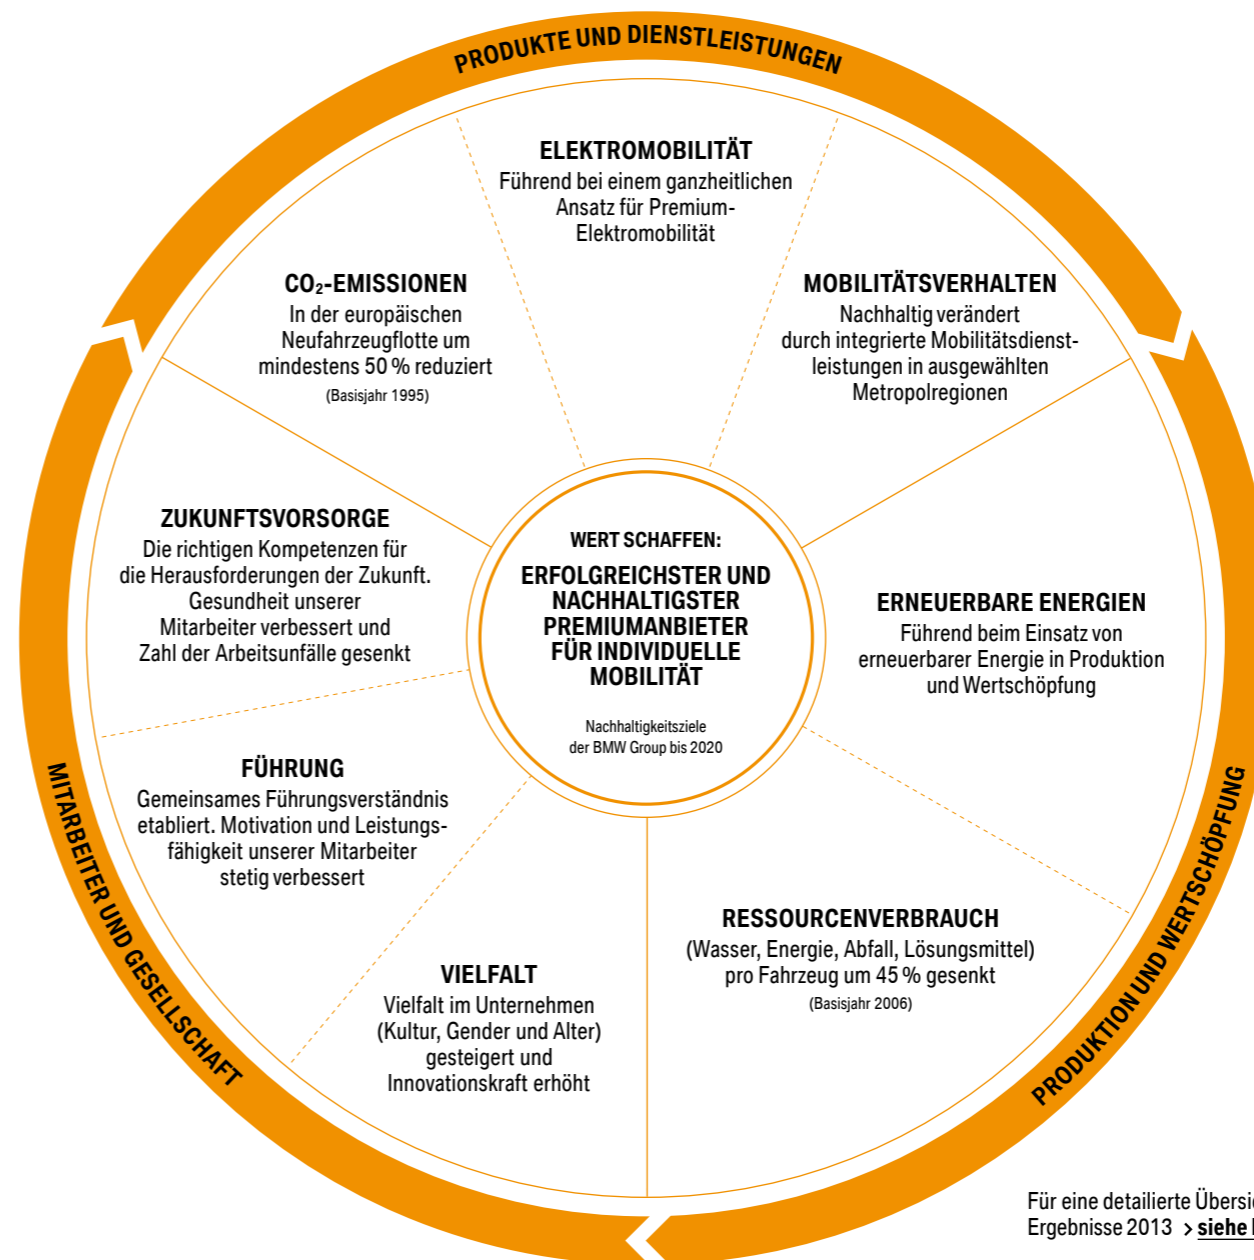 PRODUKTE UND DIENSTLEISTUNGEN
ELEKTROMOBILITÄT
Führend bei einem ganzheitlichen
Ansatz für Premium-
Elektromobilität
CO₂-EMISSIONEN
In der europäischen
Neufahrzeugflotte um
mindestens 50 % reduziert
(Basisjahr 1995)
MOBILITÄTSVERHALTEN
Nachhaltig verändert
durch integrierte Mobilitätsdienst-
leistungen in ausgewählten
Metropolregionen
ZUKUNFTSVORSORGE
Die richtigen Kompetenzen für
die Herausforderungen der Zukunft.
Gesundheit unserer
Mitarbeiter verbessert und
Zahl der Arbeitsunfälle gesenkt
WERT SCHAFFEN:
ERFOLGREICHSTER UND
NACHHALTIGSTER
PREMIUMANBIETER
FÜR INDIVIDUELLE
MOBILITÄT
Nachhaltigkeitsziele
der BMW Group bis 2020
ERNEUERBARE ENERGIEN
Führend beim Einsatz von
erneuerbarer Energie in Produktion
und Wertschöpfung
FÜHRUNG
Gemeinsames Führungsverständnis
etabliert. Motivation und Leistungs-
fähigkeit unserer Mitarbeiter
stetig verbessert
RESSOURCENVERBRAUCH
(Wasser, Energie, Abfall, Lösungsmittel)
pro Fahrzeug um 45 % gesenkt
(Basisjahr 2006)
VIELFALT
Vielfalt im Unternehmen
(Kultur, Gender und Alter)
gesteigert und
Innovationskraft erhöht
MITARBEITER UND GESELLSCHAFT
PRODUKTION UND WERTSCHÖPFUNG
Für eine detailierte
Ergebnisse 2013 > siehe